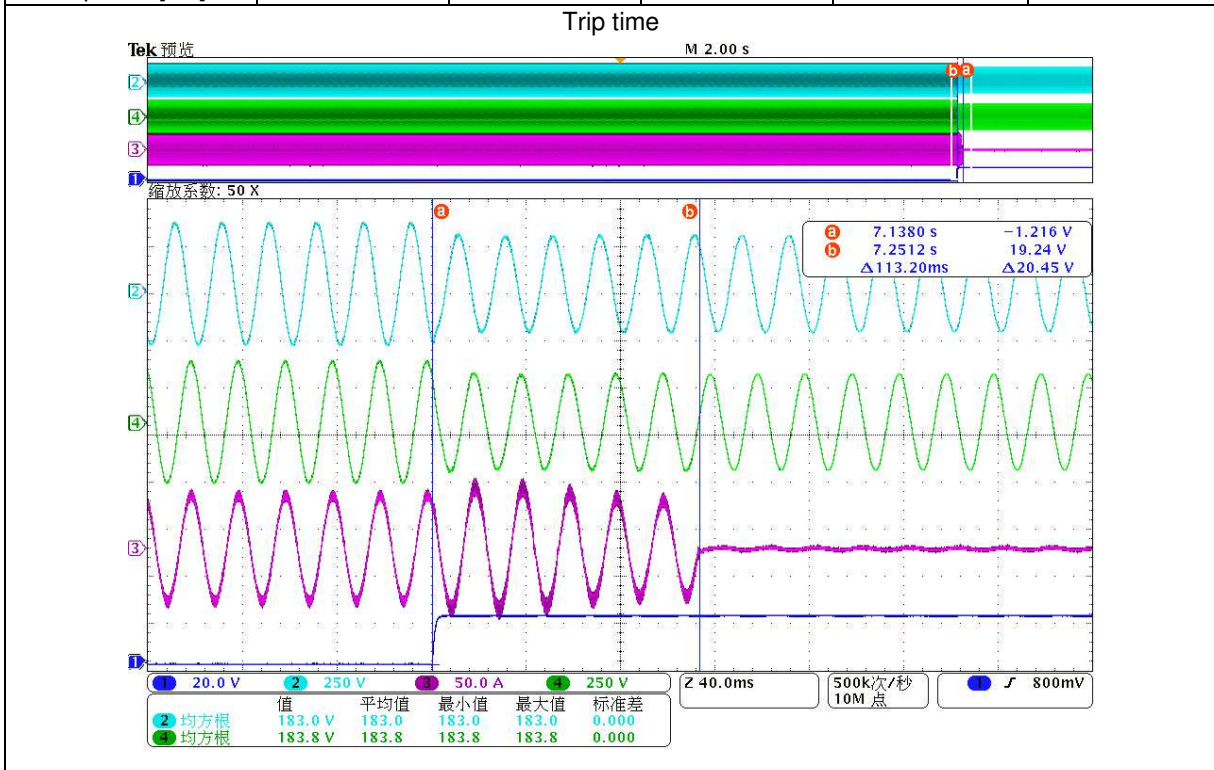 Trip time
Tek 预览 M 2.00 s
b a
2
4
3
1
缩放系数: 50 X
a b
a 7.1380 s −1.216 V
b 7.2512 s 19.24 V
Δ113.20ms Δ20.45 V
2
4
3
1
1 20.0 V 2 250 V 3 50.0 A 4 250 V Z 40.0ms 500k次/秒 1 ƒ 800mV
10M 点
值 平均值 最小值 最大值 标准差
2 均方根 183.0 V 183.0 183.0 183.0 0.000
4 均方根 183.8 V 183.8 183.8 183.8 0.000